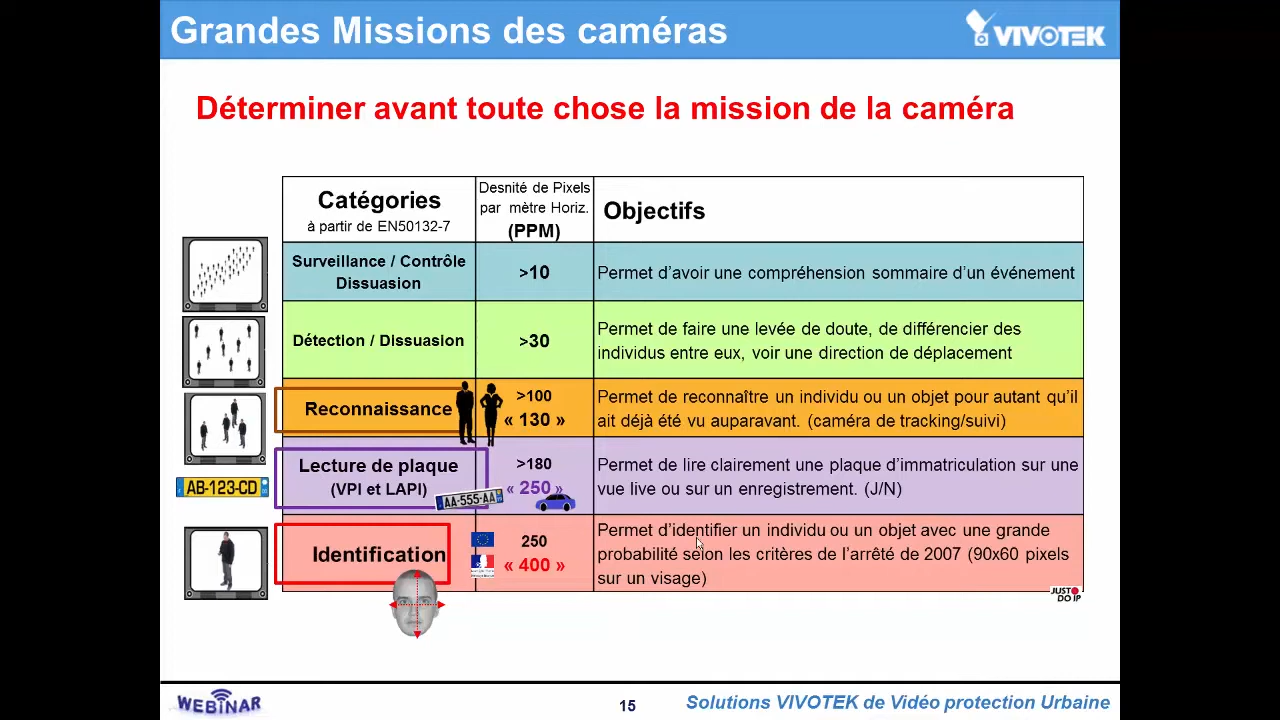 Grandes Missions des caméras
VIVOTEK
Déterminer avant toute chose la mission de la caméra
Catégories
à partir de EN50132-7
Desnité de Pixels
par mètre Horiz.
(PPM)
Objectifs
Surveillance / Contrôle
Dissuasion
>10
Permet d'avoir une compréhension sommaire d'un événement
Détection / Dissuasion
>30
Permet de faire une levée de doute, de différencier des
individus entre eux, voir une direction de déplacement
Reconnaissance
>100
« 130 »
Permet de reconnaître un individu ou un objet pour autant qu'il
ait déjà été vu auparavant. (caméra de tracking/suivi)
AB-123-CD
Lecture de plaque
(VPI et LAPI)
AA-555-AA
>180
« 250 »
Permet de lire clairement une plaque d'immatriculation sur une
vue live ou sur un enregistrement. (J/N)
Identification
250
« 400 »
Permet d'identifier un individu ou un objet avec une grande
probabilité selon les critères de l'arrêté de 2007 (90x60 pixels
sur un visage)
JUST
DO IP
WEBINAR
15
Solutions VIVOTEK de Vidéo protection Urbaine